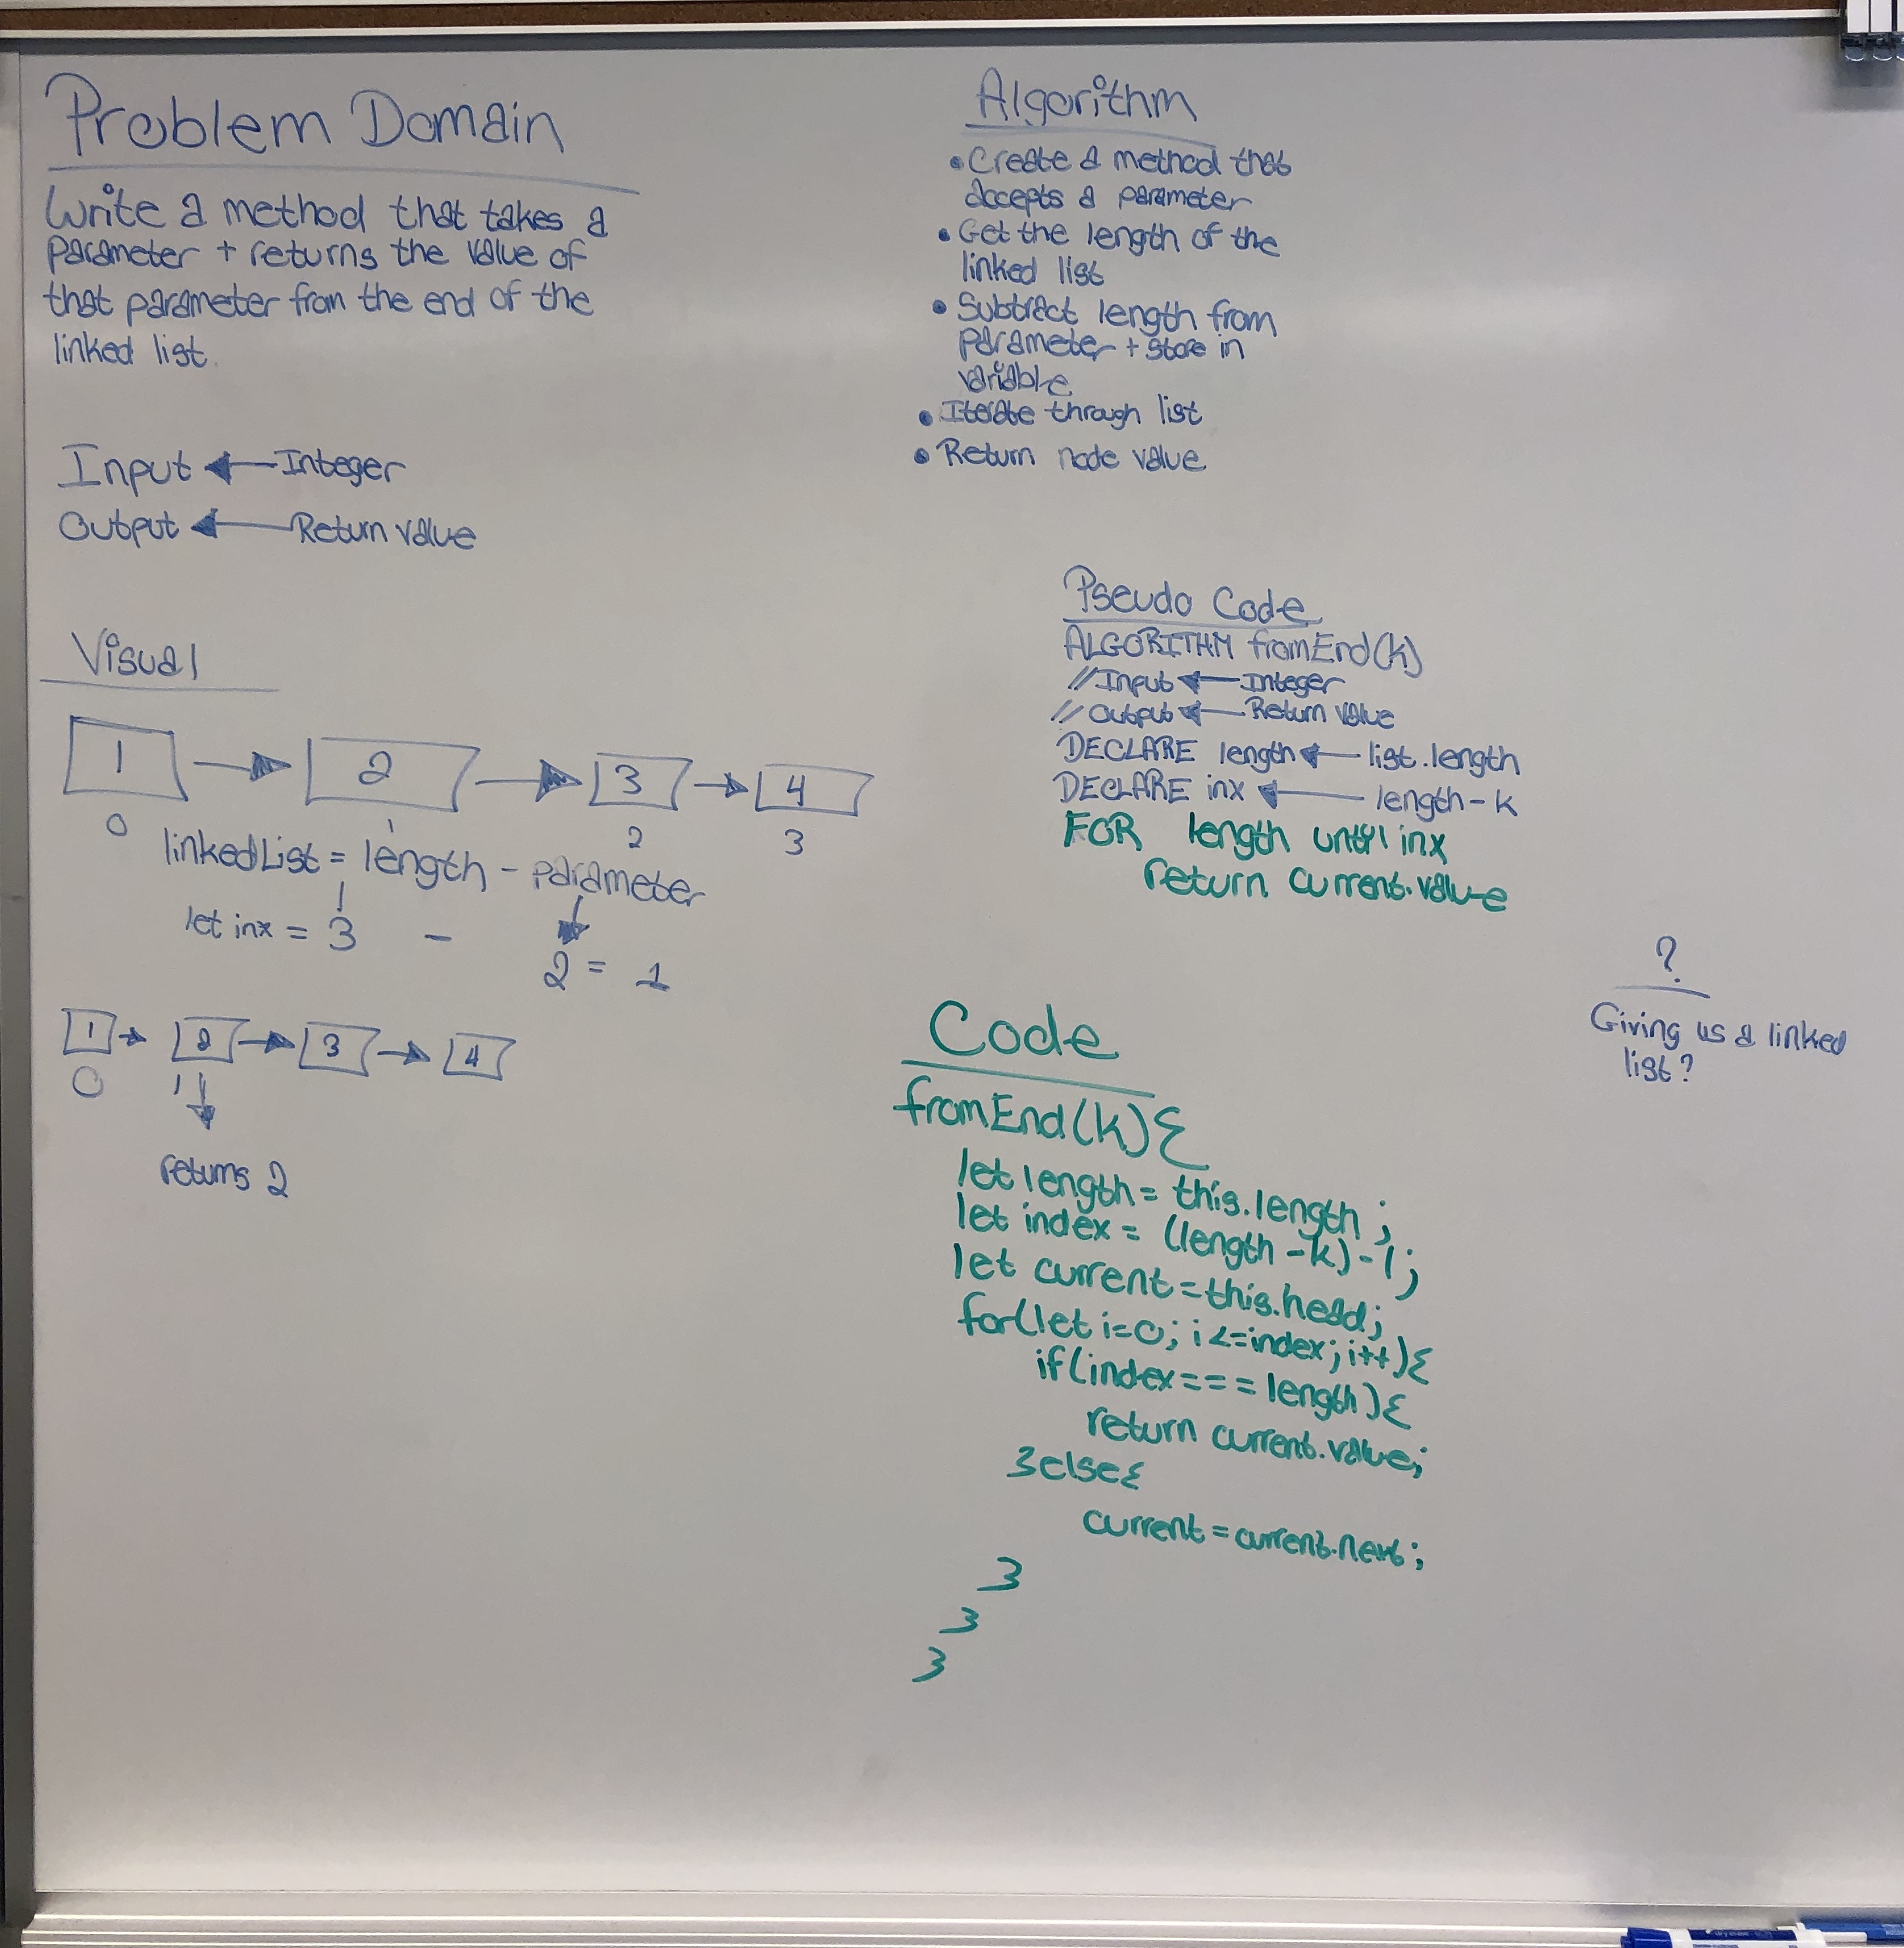 Problem Domain
Write a method that takes a
parameter + returns the value of
that parameter from the end of the
linked list.
Input ← Integer
Output ← Return value
Visual
1 → 2 → 3 → 4
0 1 2 3
linkedList = length - parameter
let inx = 3 - 2 = 1
1 → 2 → 3 → 4
0 1
returns 2
Algorithm
• Create a method that
accepts a parameter
• Get the length of the
linked list
• Subtract length from
parameter + store in
variable
• Iterate through list
• Return node value
Pseudo Code
ALGORITHM fromEnd(k)
// Input ← Integer
// Output ← Return value
DECLARE length ← list.length
DECLARE inx ← length - k
FOR length until inx
return current.value
?
Giving us a linked
list?
Code
fromEnd(k){
let length = this.length;
let index = (length - k) - 1;
let current = this.head;
for(let i=0; i<=index; i++){
if(index === length){
return current.value;
}else{
current = current.next;
}
}
}